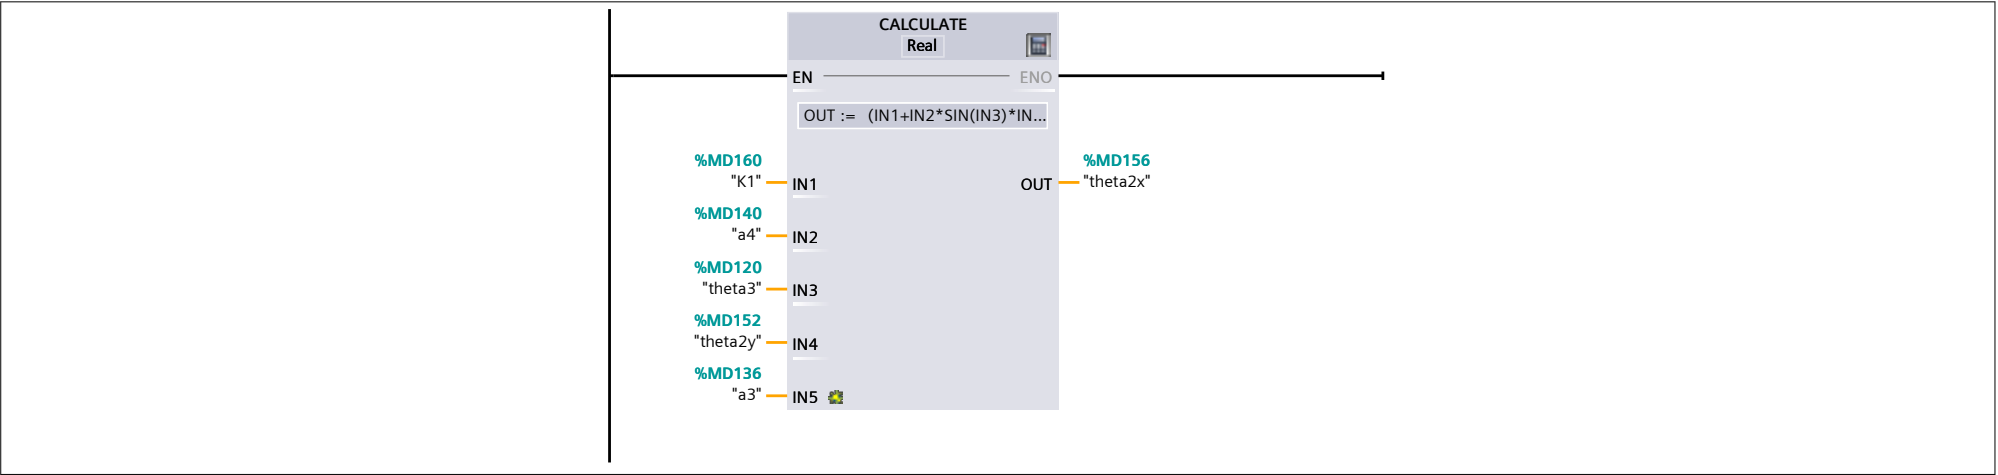 CALCULATE
Real
EN
ENO
OUT := (IN1+IN2*SIN(IN3)*IN...
%MD160
"K1"
IN1
OUT
%MD156
"theta2x"
%MD140
"a4"
IN2
%MD120
"theta3"
IN3
%MD152
"theta2y"
IN4
%MD136
"a3"
IN5